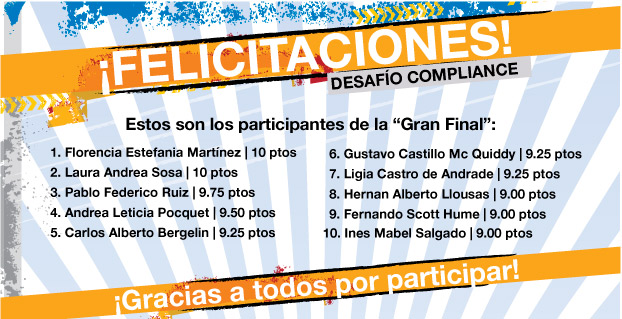 ¡FELICITACIONES!
DESAFÍO COMPLIANCE
Estos son los participantes de la “Gran Final”:
1. Florencia Estefania Martínez | 10 ptos
2. Laura Andrea Sosa | 10 ptos
3. Pablo Federico Ruiz | 9.75 ptos
4. Andrea Leticia Pocquet | 9.50 ptos
5. Carlos Alberto Bergelin | 9.25 ptos
6. Gustavo Castillo Mc Quiddy | 9.25 ptos
7. Ligia Castro de Andrade | 9.25 ptos
8. Hernan Alberto Llousas | 9.00 ptos
9. Fernando Scott Hume | 9.00 ptos
10. Ines Mabel Salgado | 9.00 ptos
¡Gracias a todos por participar!